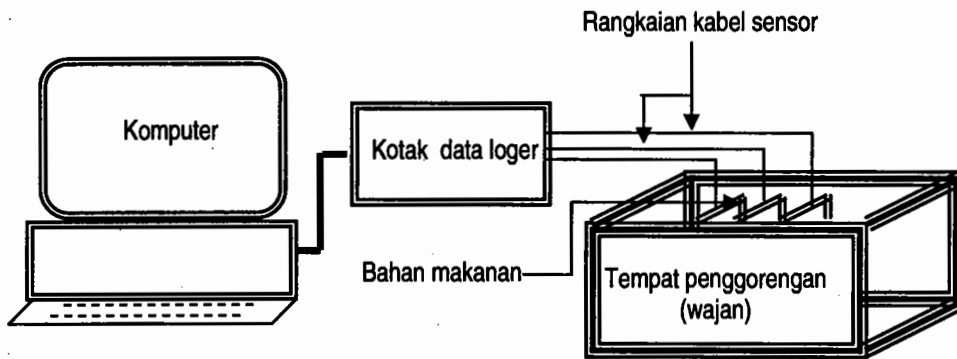 Rangkaian kabel sensor
Komputer
Kotak data loger
Bahan makanan
Tempat penggorengan
(wajan)